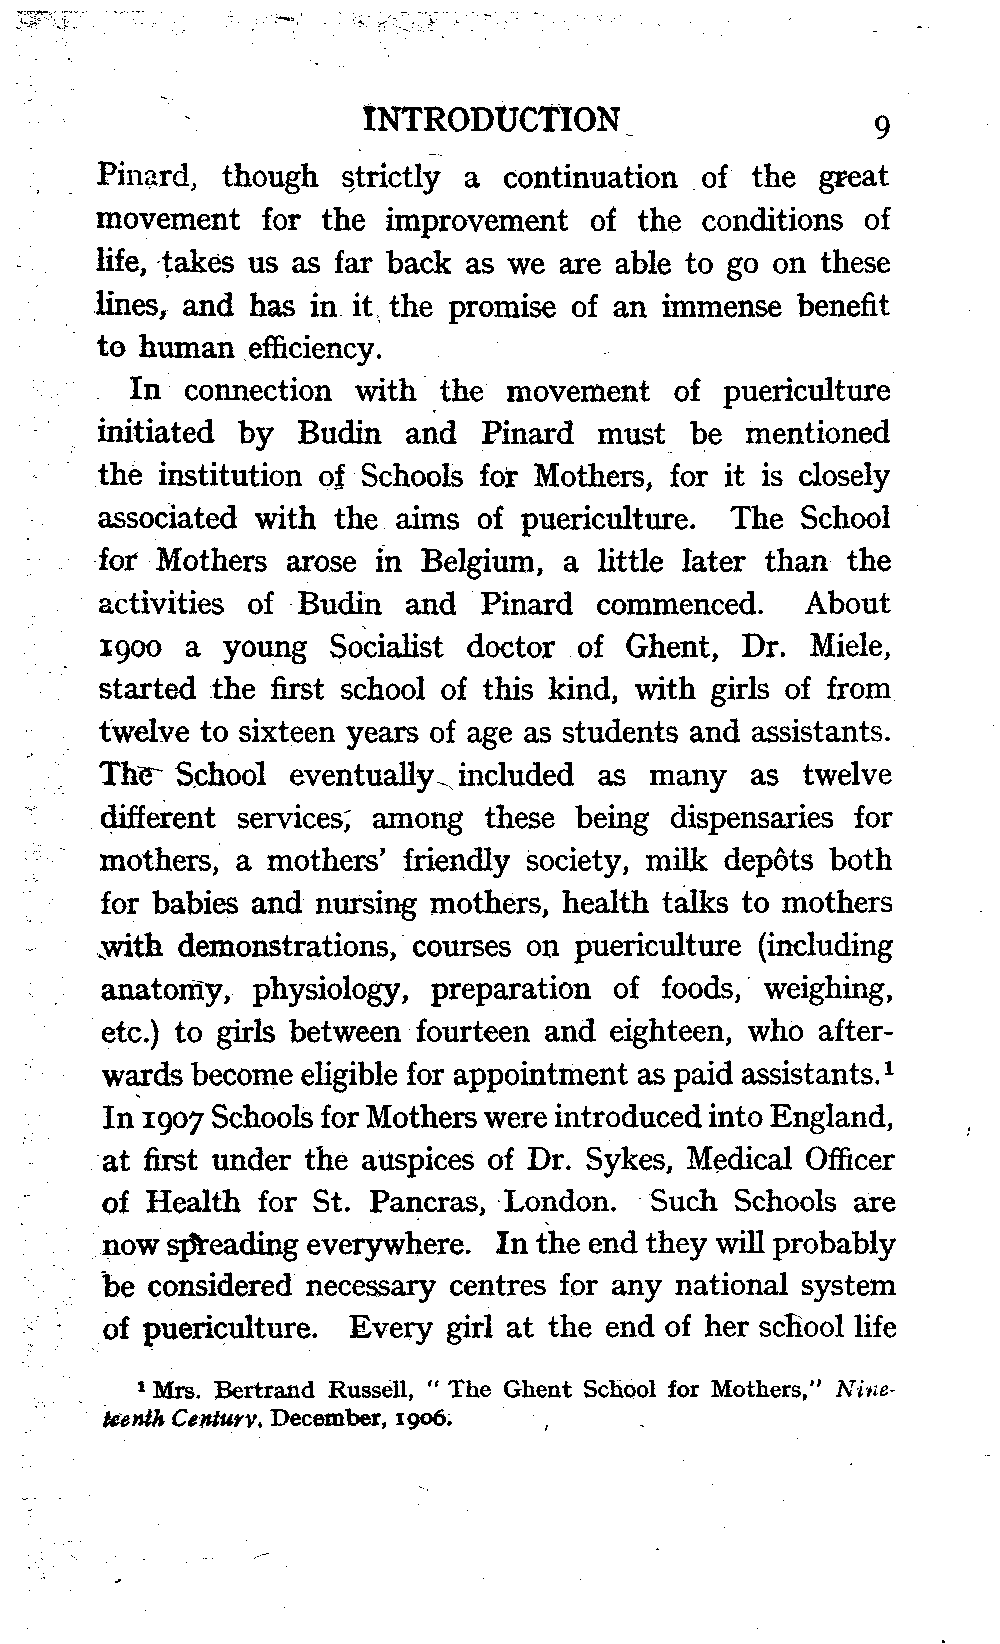 INTRODUCTION 9
Pinard, though strictly a continuation of the great
movement for the improvement of the conditions of
life, takes us as far back as we are able to go on these
lines, and has in it the promise of an immense benefit
to human efficiency.
In connection with the movement of puericulture
initiated by Budin and Pinard must be mentioned
the institution of Schools for Mothers, for it is closely
associated with the aims of puericulture. The School
for Mothers arose in Belgium, a little later than the
activities of Budin and Pinard commenced. About
1900 a young Socialist doctor of Ghent, Dr. Miele,
started the first school of this kind, with girls of from
twelve to sixteen years of age as students and assistants.
The School eventually included as many as twelve
different services, among these being dispensaries for
mothers, a mothers' friendly society, milk depôts both
for babies and nursing mothers, health talks to mothers
with demonstrations, courses on puericulture (including
anatomy, physiology, preparation of foods, weighing,
etc.) to girls between fourteen and eighteen, who after-
wards become eligible for appointment as paid assistants.¹
In 1907 Schools for Mothers were introduced into England,
at first under the auspices of Dr. Sykes, Medical Officer
of Health for St. Pancras, London. Such Schools are
now spreading everywhere. In the end they will probably
be considered necessary centres for any national system
of puericulture. Every girl at the end of her school life
¹ Mrs. Bertrand Russell, "The Ghent School for Mothers," Nine-
teenth Century, December, 1906.